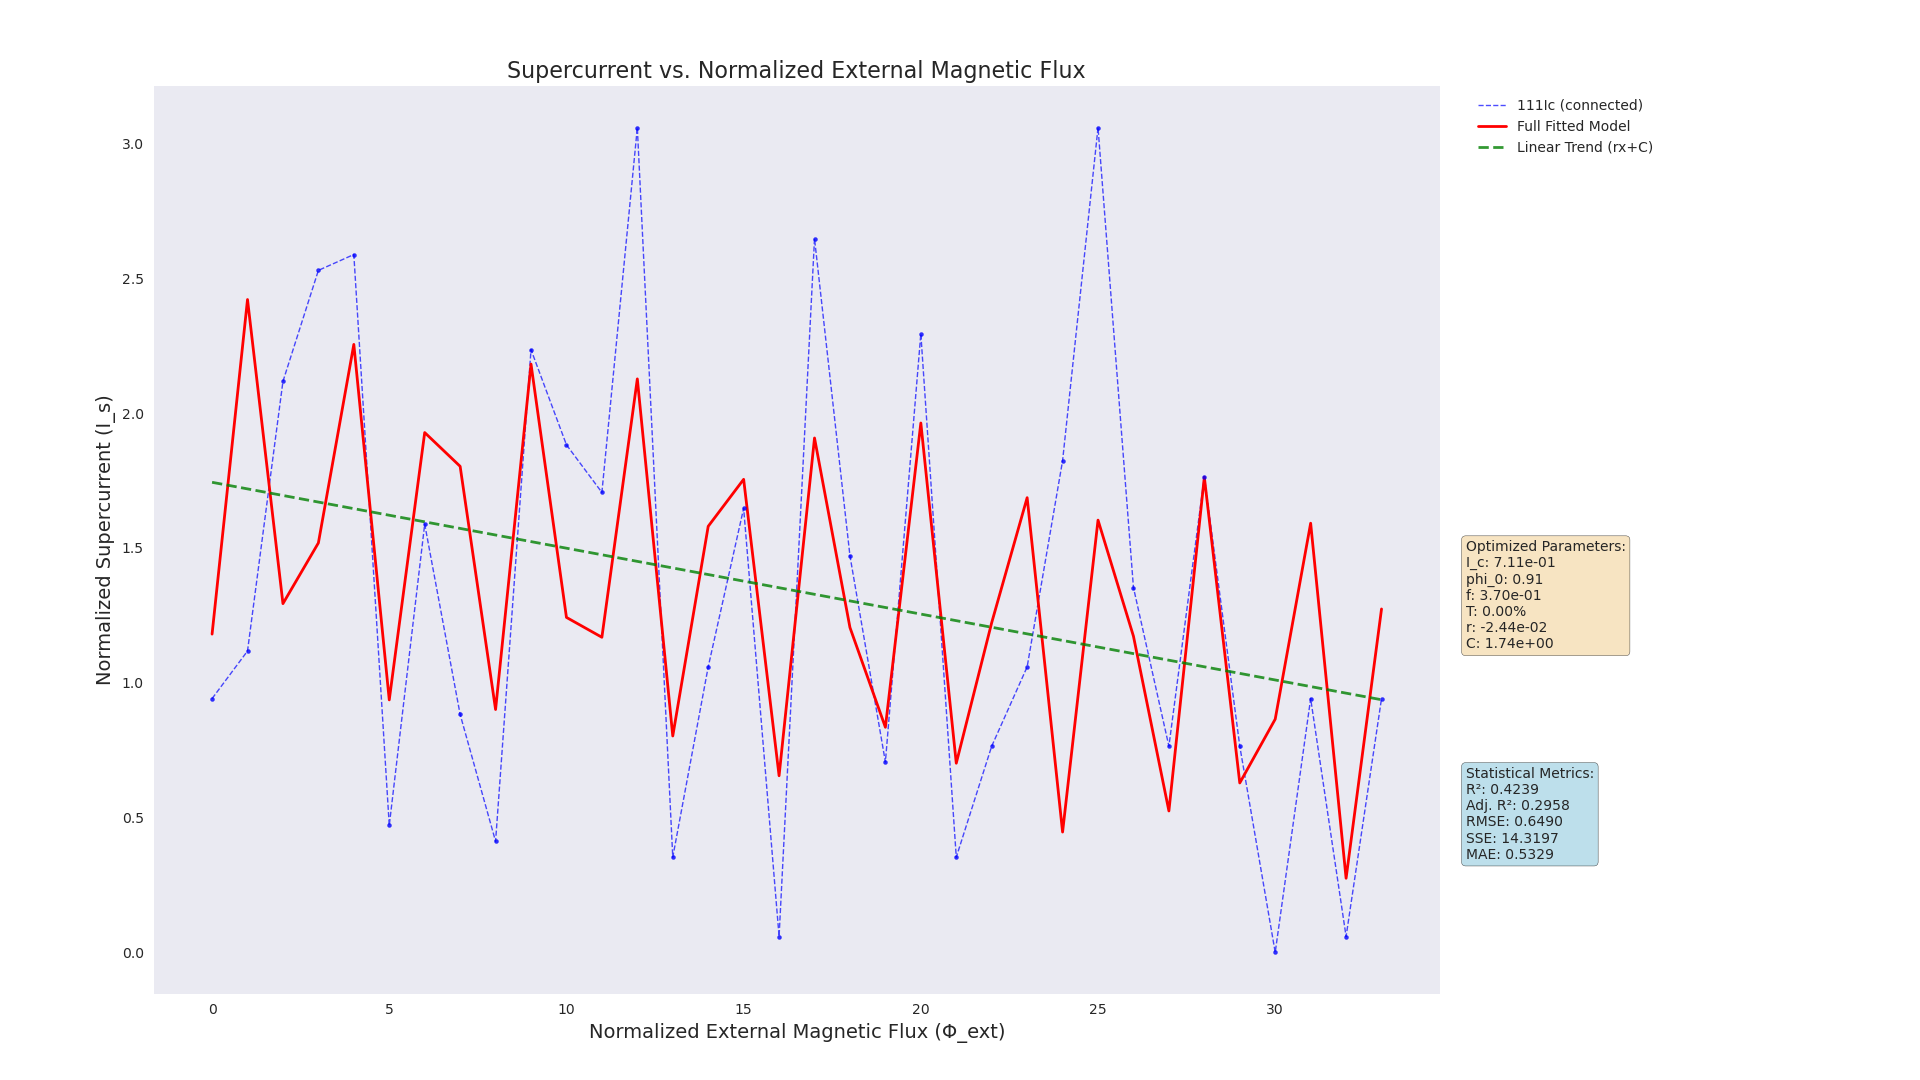 Supercurrent vs. Normalized External Magnetic Flux
111Ic (connected)
Full Fitted Model
Linear Trend (rx+C)
Normalized Supercurrent (I_s)
3.0
2.5
2.0
1.5
1.0
0.5
0.0
0 5 10 15 20 25 30
Normalized External Magnetic Flux (Φ_ext)
Optimized Parameters:
I_c: 7.11e-01
phi_0: 0.91
f: 3.70e-01
T: 0.00%
r: -2.44e-02
C: 1.74e+00
Statistical Metrics:
R²: 0.4239
Adj. R²: 0.2958
RMSE: 0.6490
SSE: 14.3197
MAE: 0.5329